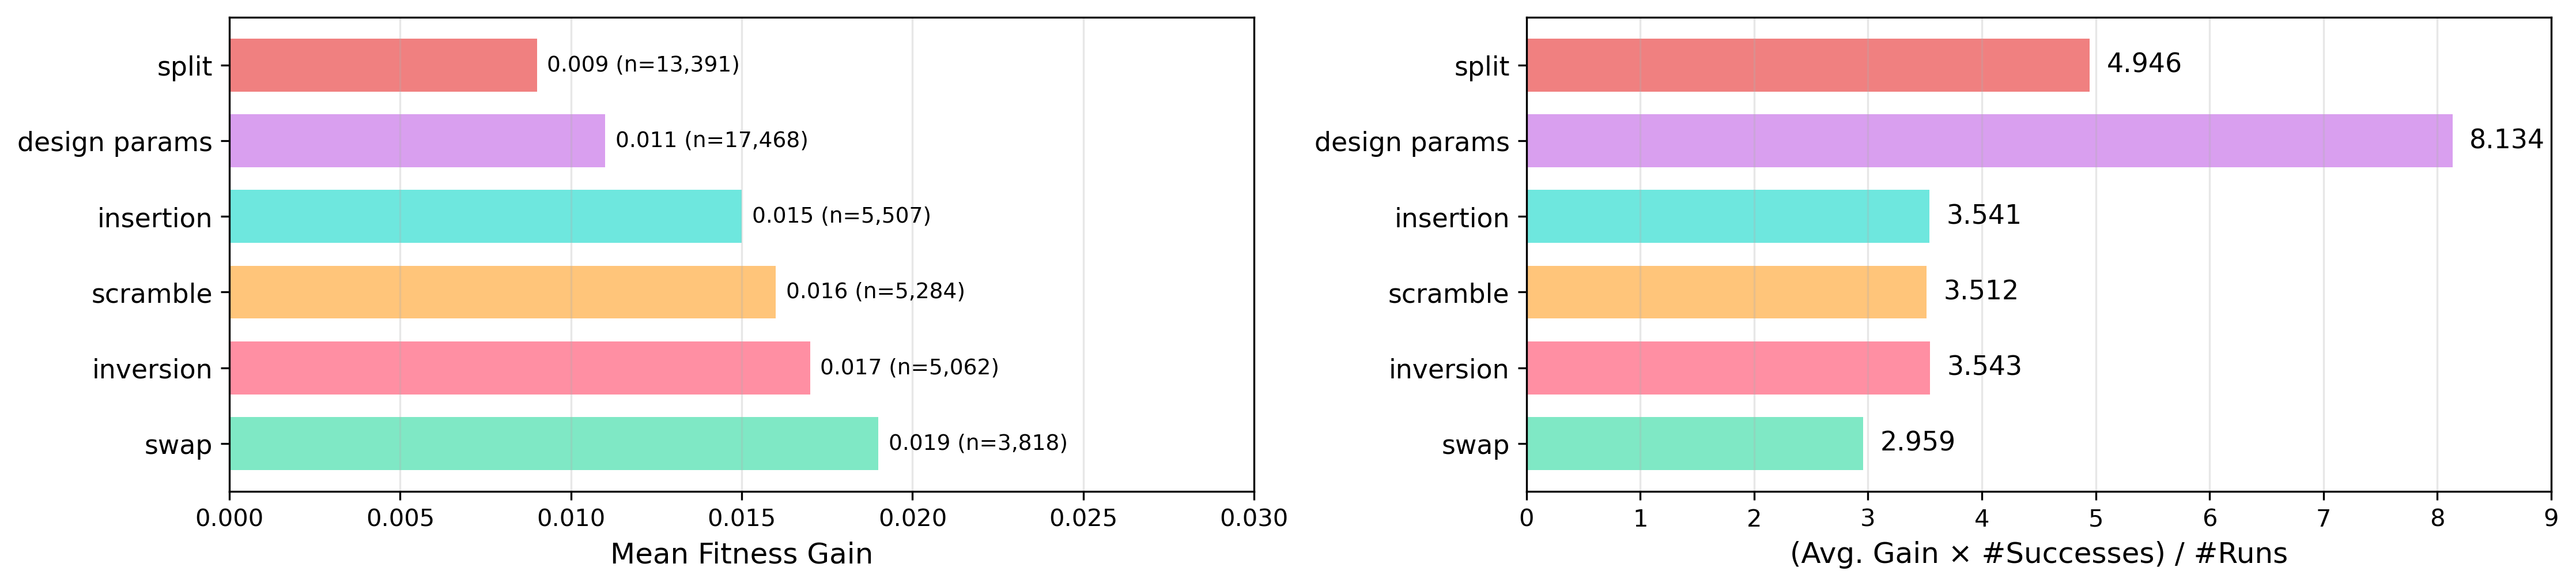 split
0.009 (n=13,391)
design params
0.011 (n=17,468)
insertion
0.015 (n=5,507)
scramble
0.016 (n=5,284)
inversion
0.017 (n=5,062)
swap
0.019 (n=3,818)
0.000 0.005 0.010 0.015 0.020 0.025 0.030
Mean Fitness Gain
split
4.946
design params
8.134
insertion
3.541
scramble
3.512
inversion
3.543
swap
2.959
0 1 2 3 4 5 6 7 8 9
(Avg. Gain × #Successes) / #Runs